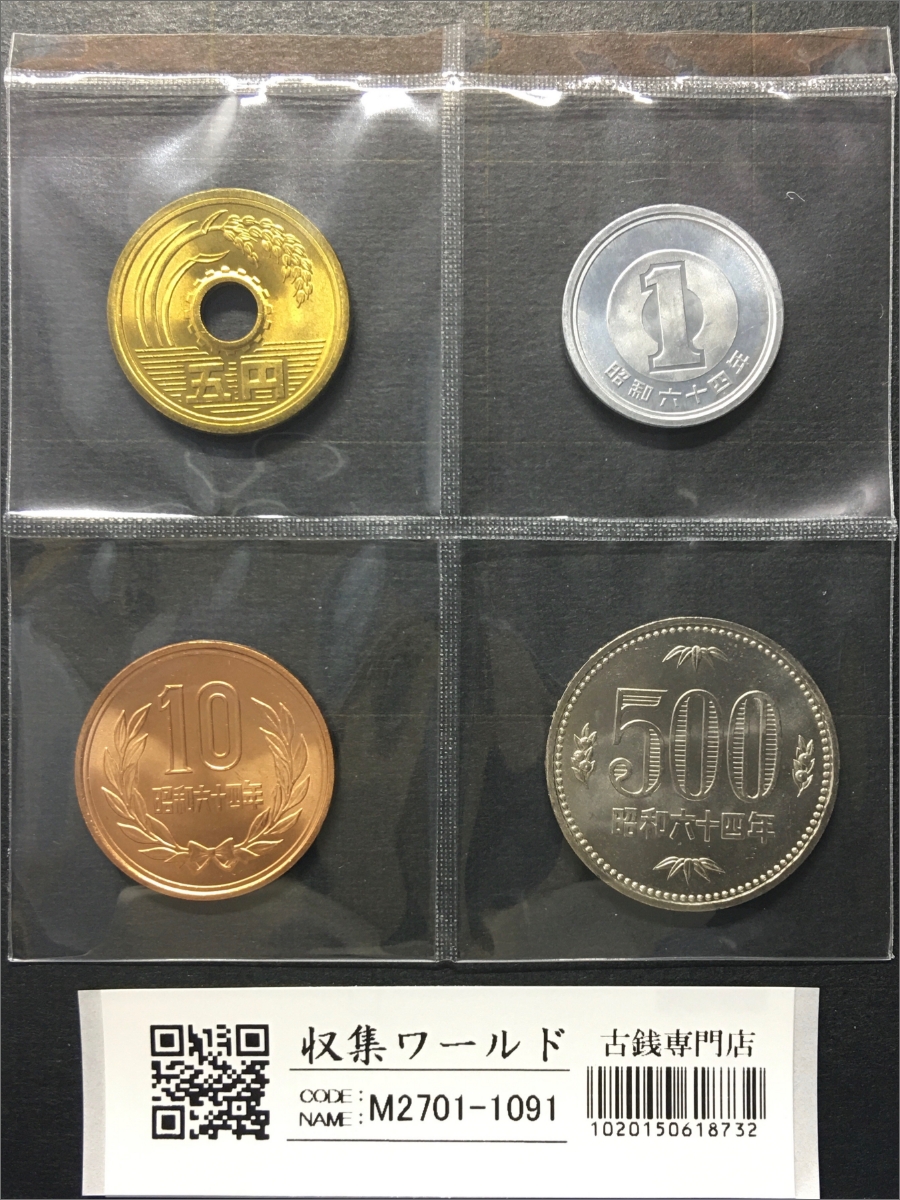 五円
1
昭和六十四年
10
昭和六十四年
500
昭和六十四年
収集ワールド
古銭専門店
CODE:
NAME:
M2701-1091
1020150618732